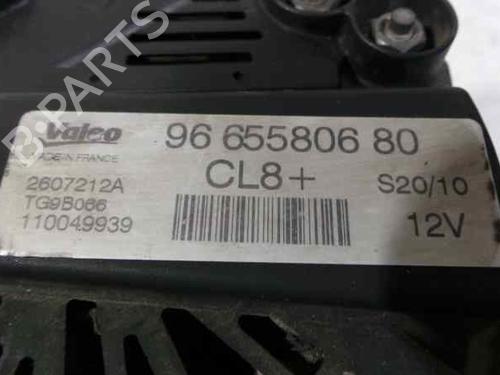 Valeo
MADE IN FRANCE
96 655806 80
CL8+
2607212A
TG9B066
110049939
S20/10
12V
B-PARTS